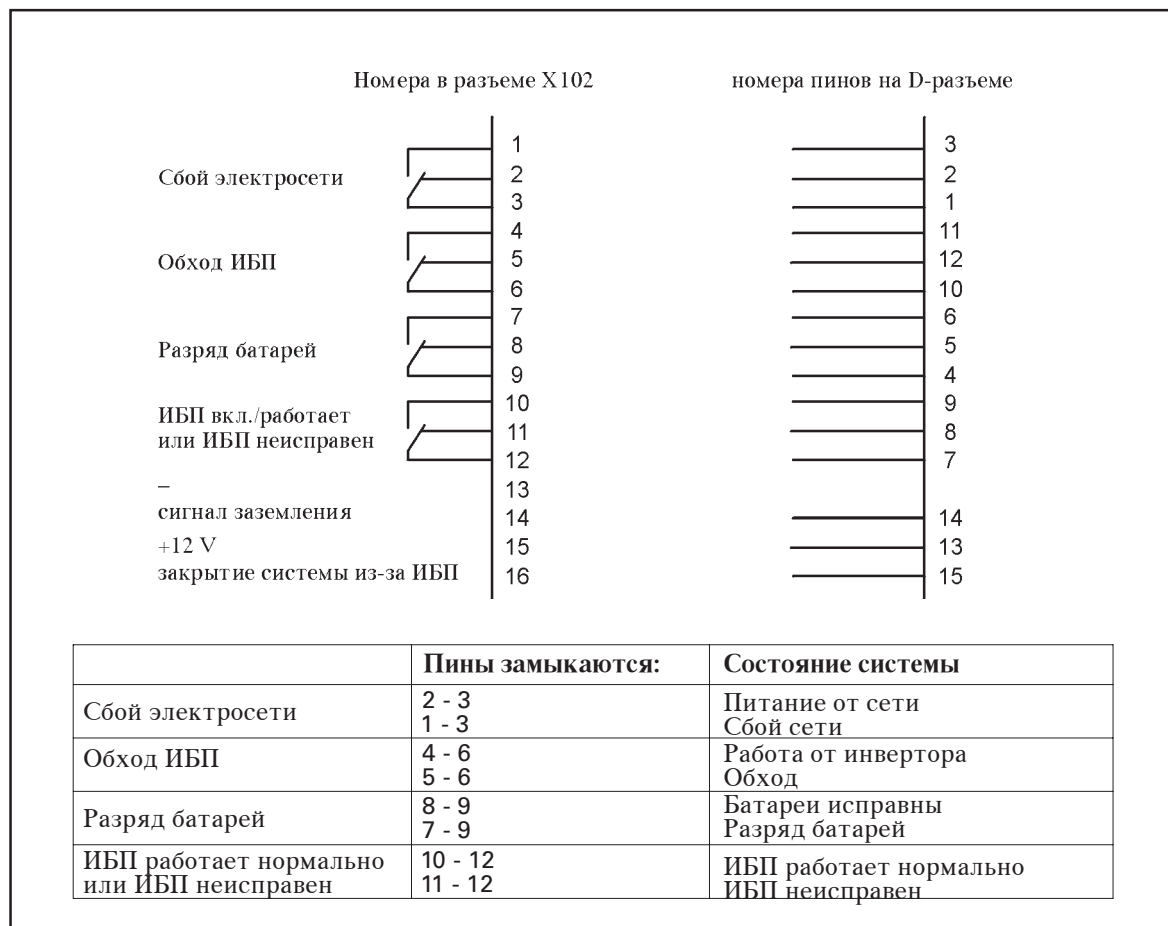 Номера в разъеме X102
номера пинов на D-разъеме
Сбой электросети
1
2
3
3
2
1
Обход ИБП
4
5
6
11
12
10
Разряд батарей
7
8
9
6
5
4
ИБП вкл./работает
или ИБП неисправен
10
11
12
9
8
7
–
13
сигнал заземления
14
14
+12 V
15
13
закрытие системы из-за ИБП
16
15
Пины замыкаются:
Состояние системы
Сбой электросети
2 - 3
Питание от сети
1 - 3
Сбой сети
Обход ИБП
4 - 6
Работа от инвертора
5 - 6
Обход
Разряд батарей
8 - 9
Батареи исправны
7 - 9
Разряд батарей
ИБП работает нормально
или ИБП неисправен
10 - 12
ИБП работает нормально
11 - 12
ИБП неисправен